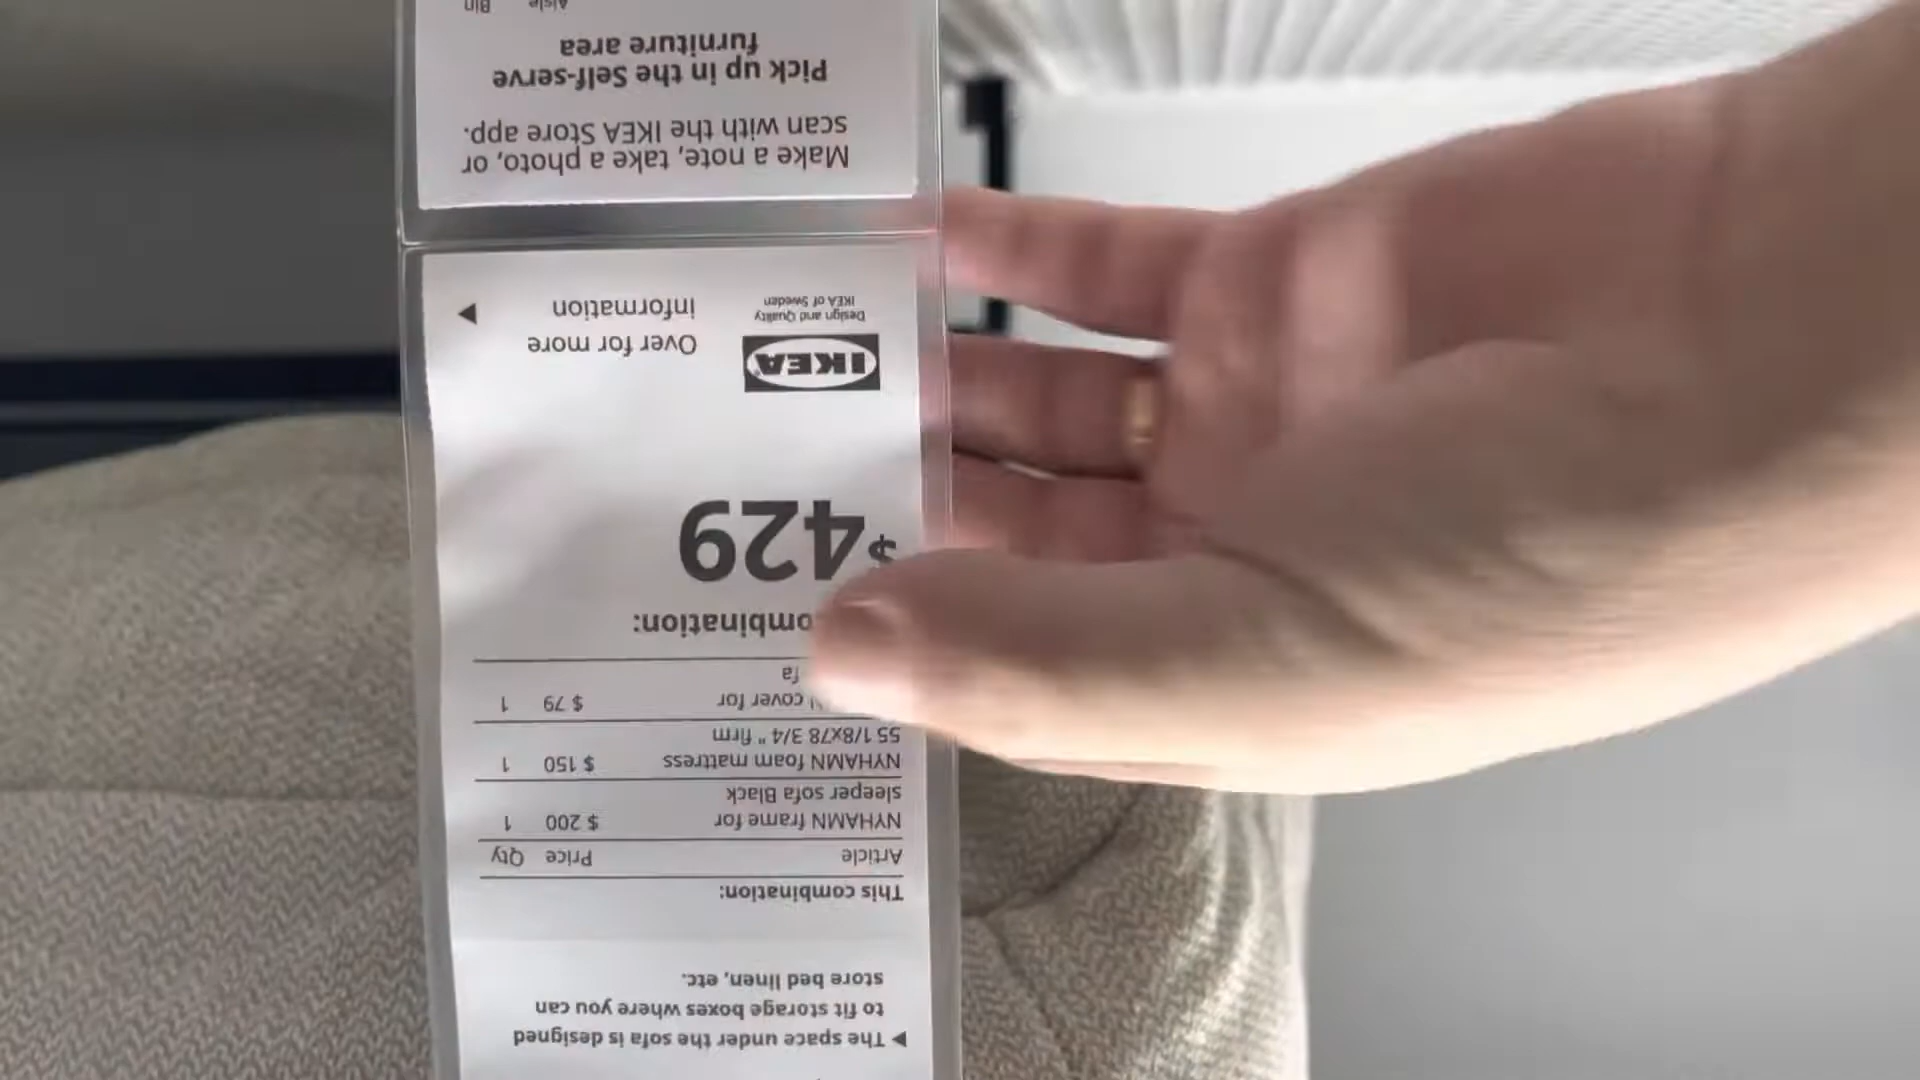 ▶ The space under the sofa is designed
to fit storage boxes where you can
store bed linen, etc.
This combination:
Article Price Qty
NYHAMN frame for $ 200 1
sleeper sofa Black
NYHAMN foam mattress $ 150 1
55 1/8x78 3/4 " firm
cover for $ 79 1
fa
ombination:
$429
IKEA
Design and Quality
IKEA of Sweden
Over for more
information ▶
Make a note, take a photo, or
scan with the IKEA Store app.
Pick up in the Self-serve
furniture area
Aisle Bin